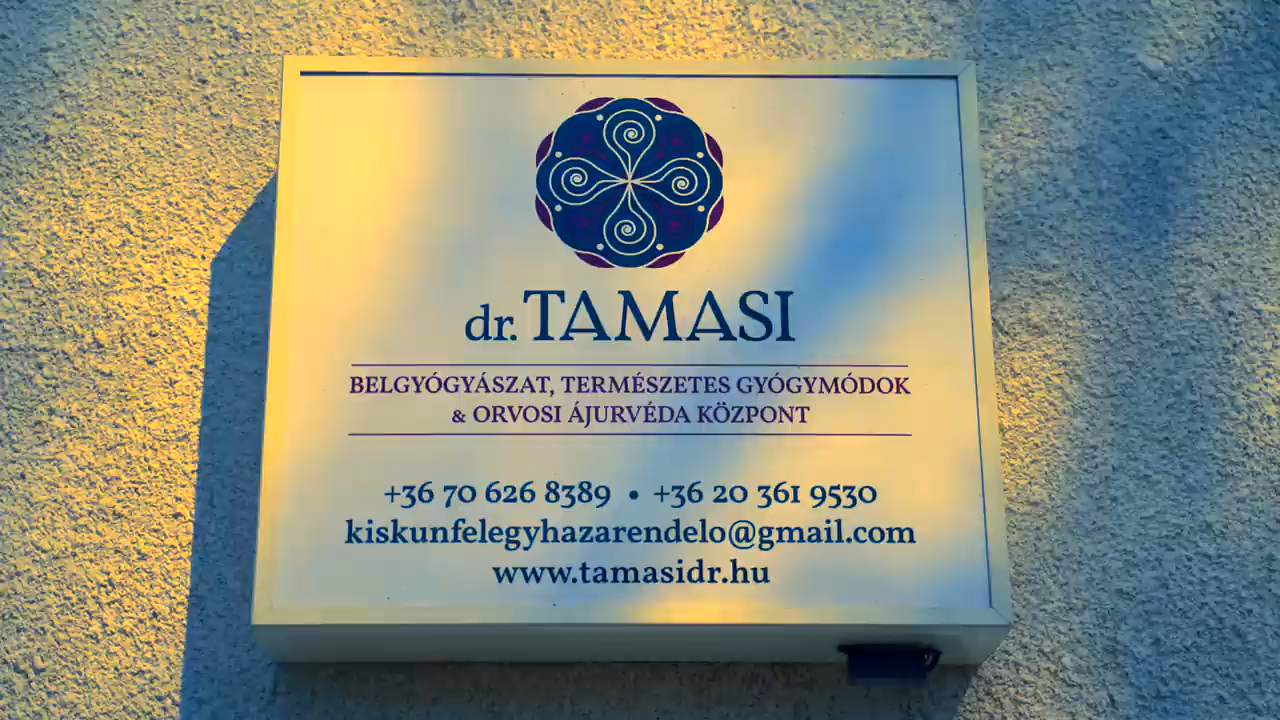 dr. TAMASI
BELGYÓGYÁSZAT, TERMÉSZETES GYÓGYMÓDOK
& ORVOSI ÁJURVÉDA KÖZPONT
+36 70 626 8389 • +36 20 361 9530
kiskunfelegyhazarendelo@gmail.com
www.tamasidr.hu